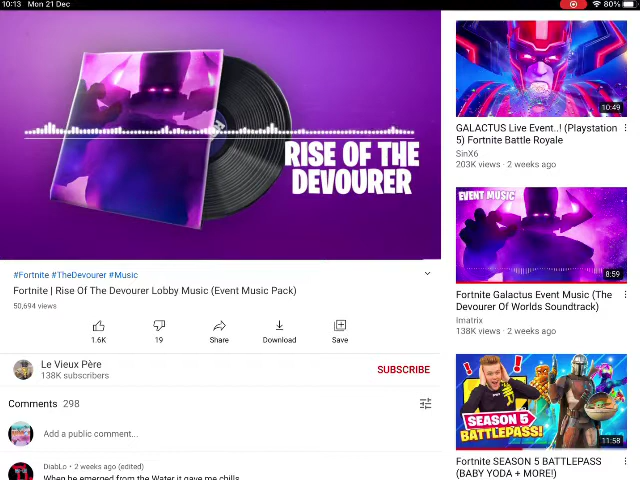 10:13 Mon 21 Dec
80%
RISE OF THE
DEVOURER
#Fortnite #TheDevourer #Music
Fortnite | Rise Of The Devourer Lobby Music (Event Music Pack)
50,694 views
1.6K
19
Share
Download
Save
Le Vieux Père
138K subscribers
SUBSCRIBE
Comments 298
Add a public comment...
DiabLo • 2 weeks ago (edited)
When he emerged from the Water it gave me chills
10:49
GALACTUS Live Event..! (Playstation
5) Fortnite Battle Royale
SinX6
203K views · 2 weeks ago
EVENT MUSIC
8:59
Fortnite Galactus Event Music (The
Devourer Of Worlds Soundtrack)
Imatrix
138K views · 2 weeks ago
SEASON 5
BATTLEPASS!
11:58
Fortnite SEASON 5 BATTLEPASS
(BABY YODA + MORE!)